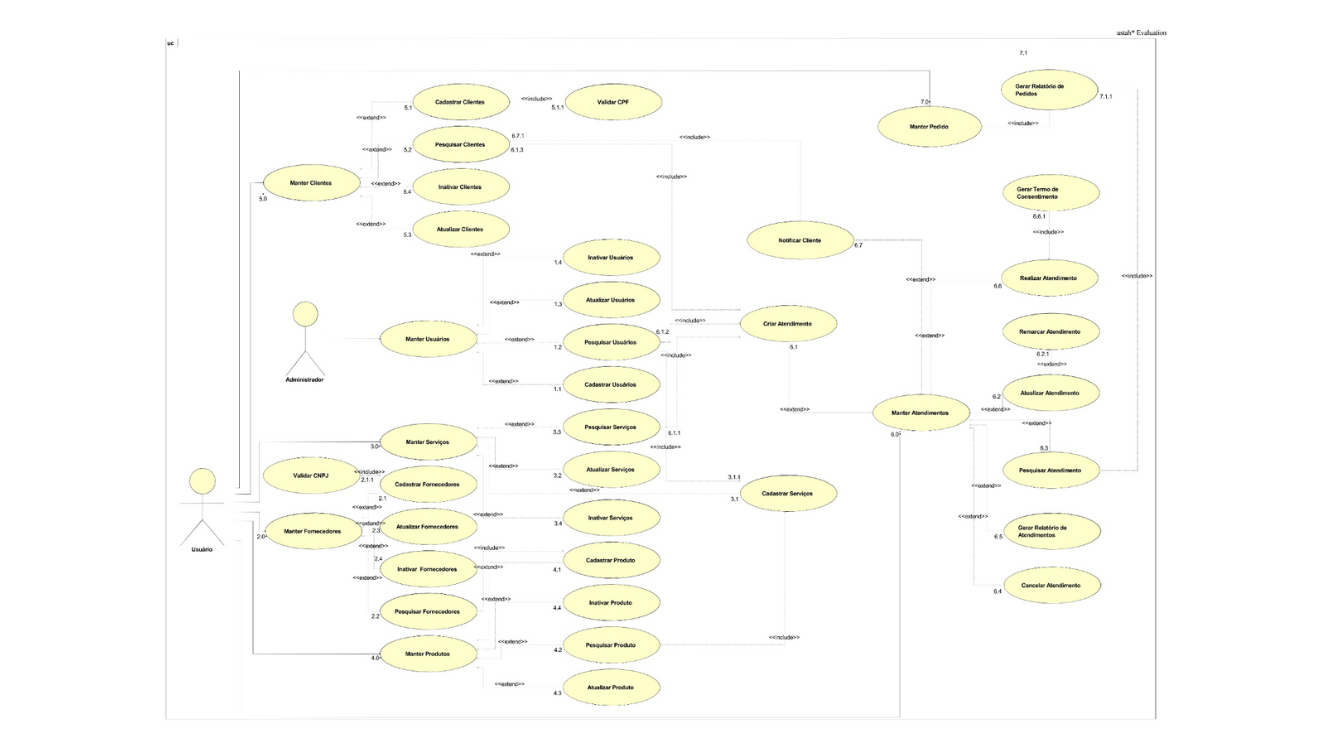 astah* Evaluation
uc
7.1
Gerar Relatório de
Pedidos
7.1.1
Cadastrar Clientes
<<include>>
Validar CPF
5.1
5.1.1
7.0
<<extend>>
Manter Pedido
<<include>>
6.7.1
<<include>>
Pesquisar Clientes
<<extend>>
5.2
6.1.3
<<include>>
Manter Clientes
<<extend>>
Inativar Clientes
5.4
Gerar Termo de
Consentimento
6.6.1
<<extend>>
Atualizar Clientes
5.3
<<include>>
Notificar Cliente
6.7
<<extend>>
Inativar Usuários
1.4
<<extend>>
Realizar Atendimento
6.6
<<include>>
<<extend>>
Atualizar Usuários
1.3
<<include>>
Criar Atendimento
6.1
Remarcar Atendimento
6.2.1
<<extend>>
Manter Usuários
<<extend>>
Pesquisar Usuários
1.2
6.1.2
<<include>>
<<extend>>
Administrador
<<extend>>
Cadastrar Usuários
1.1
Atualizar Atendimento
6.2
<<extend>>
<<extend>>
Manter Atendimentos
6.0
<<extend>>
<<extend>>
Pesquisar Serviços
3.3
6.1.1
<<include>>
6.3
Manter Serviços
3.0
<<extend>>
Atualizar Serviços
3.2
Pesquisar Atendimento
Validar CNPJ
<<include>>
2.1.1
Cadastrar Fornecedores
2.1
<<extend>>
3.1.1
3.1
Cadastrar Serviços
<<extend>>
<<extend>>
<<extend>>
Inativar Serviços
3.4
<<extend>>
Manter Fornecedores
2.0
<<extend>>
2.3
Atualizar Fornecedores
Gerar Relatório de
Atendimentos
6.5
Usuário
<<extend>>
2.4
<<include>>
Cadastrar Produto
4.1
Inativar Fornecedores
<<extend>>
<<extend>>
Cancelar Atendimento
6.4
<<extend>>
Inativar Produto
4.4
Pesquisar Fornecedores
2.2
<<extend>>
Pesquisar Produto
4.2
<<include>>
Manter Produtos
4.0
<<extend>>
Atualizar Produto
4.3